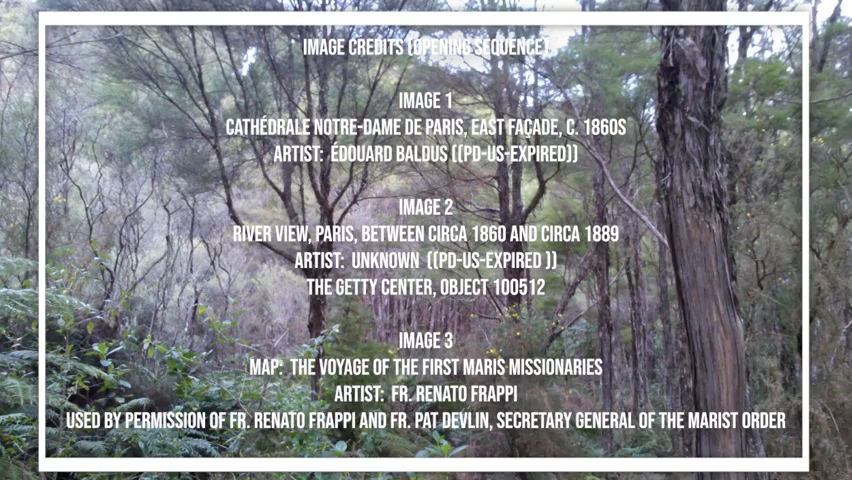 IMAGE CREDITS (OPENING SEQUENCE)
IMAGE 1
CATHÉDRALE NOTRE-DAME DE PARIS, EAST FAÇADE, C. 1860S
ARTIST: ÉDOUARD BALDUS ((PD-US-EXPIRED))
IMAGE 2
RIVER VIEW, PARIS, BETWEEN CIRCA 1860 AND CIRCA 1889
ARTIST: UNKNOWN ((PD-US-EXPIRED ))
THE GETTY CENTER, OBJECT 100512
IMAGE 3
MAP: THE VOYAGE OF THE FIRST MARIS MISSIONARIES
ARTIST: FR. RENATO FRAPPI
USED BY PERMISSION OF FR. RENATO FRAPPI AND FR. PAT DEVLIN, SECRETARY GENERAL OF THE MARIST ORDER